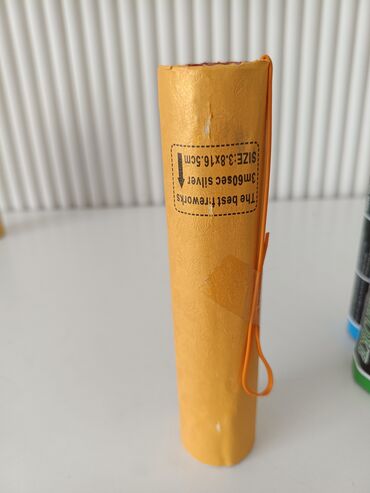 The best fireworks
3m60sec silver
SIZE:3.8x16.5cm